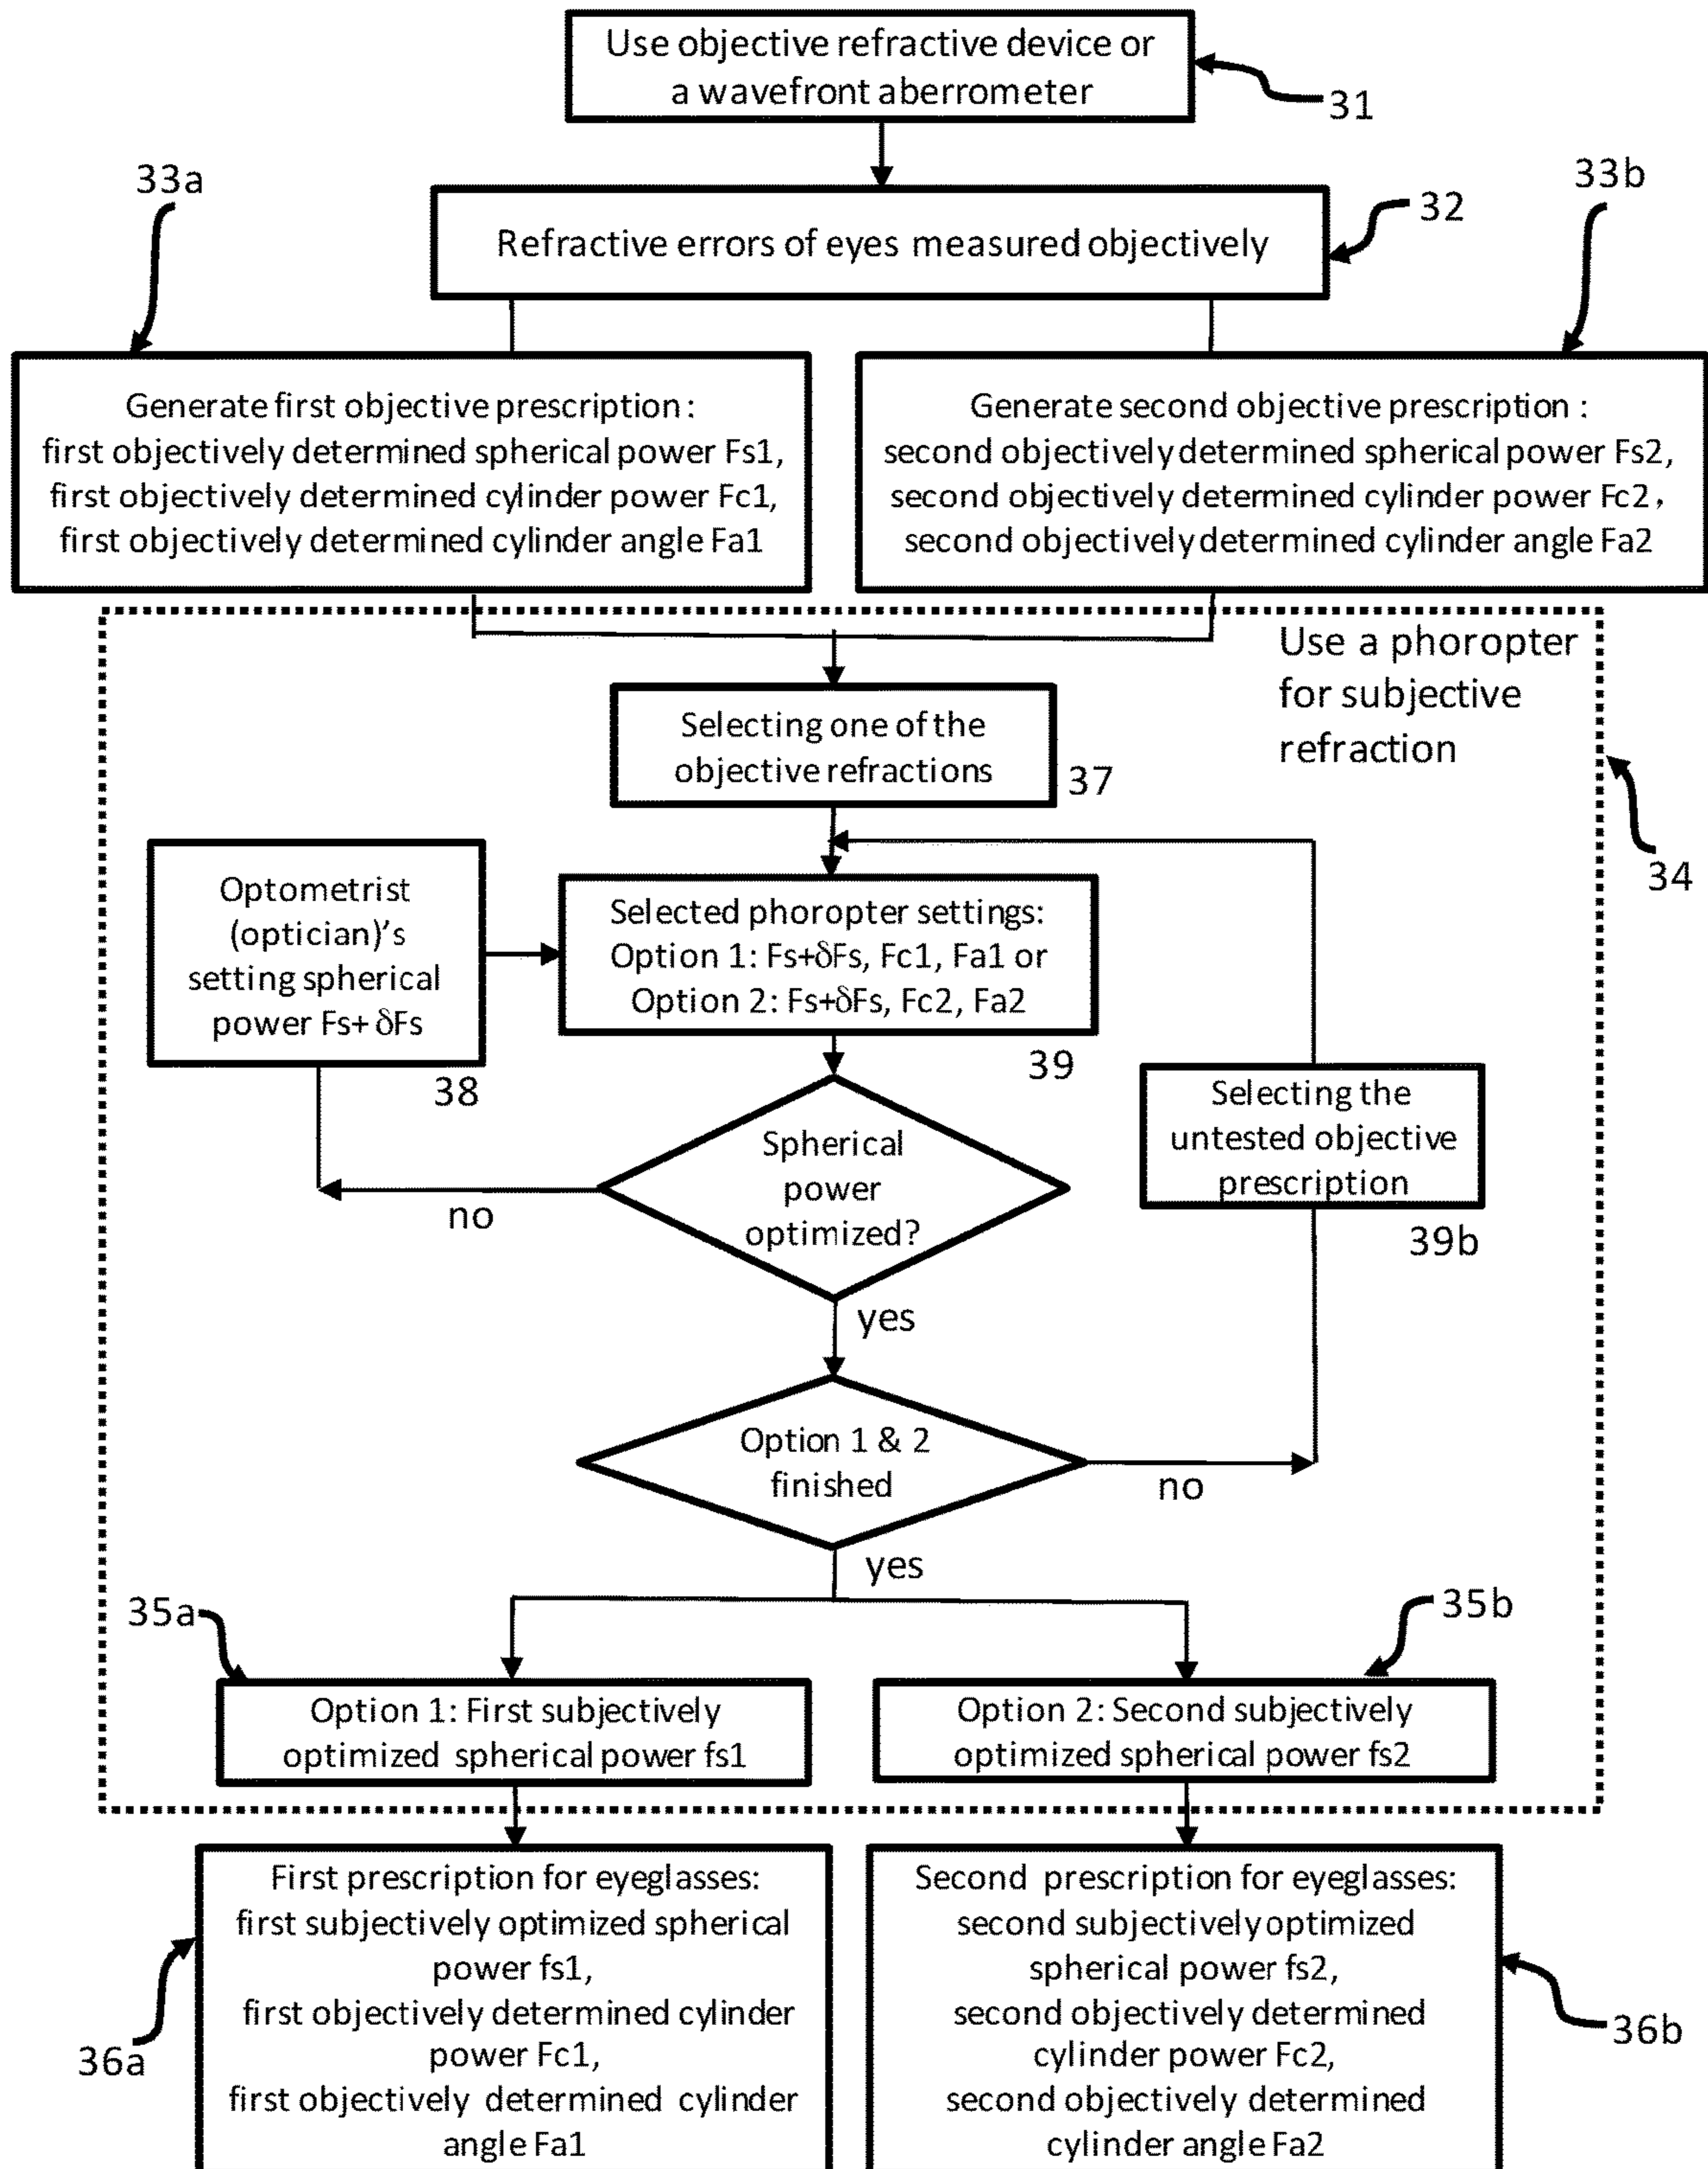 Use objective refractive device or
a wavefront aberrometer
31
33a
33b
32
Refractive errors of eyes measured objectively
Generate first objective prescription :
first objectively determined spherical power Fs1,
first objectively determined cylinder power Fc1,
first objectively determined cylinder angle Fa1
Generate second objective prescription :
second objectively determined spherical power Fs2,
second objectively determined cylinder power Fc2，
second objectively determined cylinder angle Fa2
Use a phoropter
for subjective
refraction
34
Selecting one of the
objective refractions
37
Optometrist
(optician)'s
setting spherical
power Fs+ δFs
38
Selected phoropter settings:
Option 1: Fs+δFs, Fc1, Fa1 or
Option 2: Fs+δFs, Fc2, Fa2
39
Selecting the
untested objective
prescription
39b
Spherical
power
optimized?
no
yes
Option 1 & 2
finished
no
yes
35a
35b
Option 1: First subjectively
optimized spherical power fs1
Option 2: Second subjectively
optimized spherical power fs2
First prescription for eyeglasses:
first subjectively optimized spherical
power fs1,
first objectively determined cylinder
power Fc1,
first objectively determined cylinder
angle Fa1
36a
Second prescription for eyeglasses:
second subjectively optimized
spherical power fs2,
second objectively determined
cylinder power Fc2,
second objectively determined
cylinder angle Fa2
36b